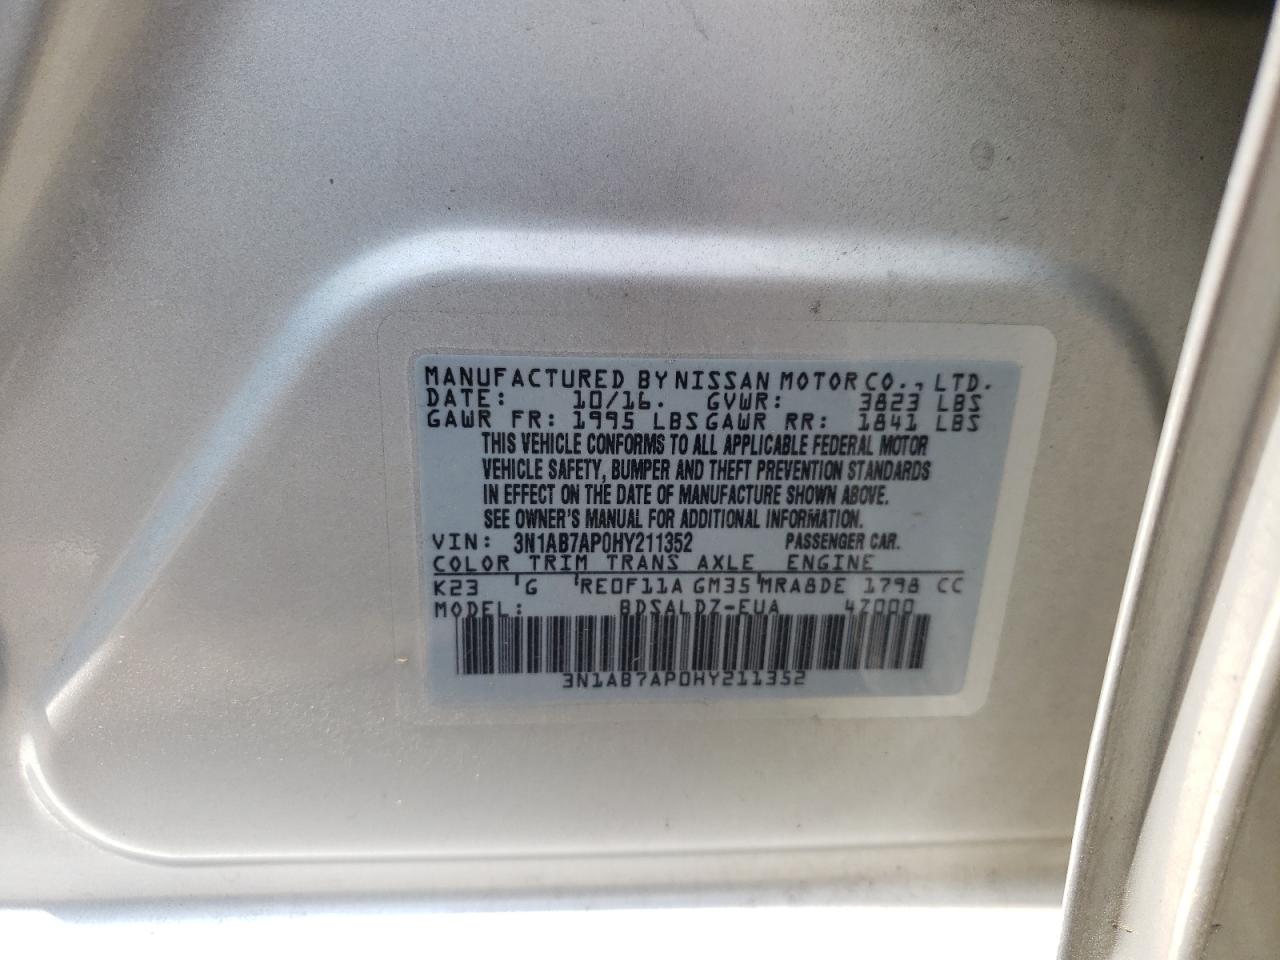 MANUFACTURED BY NISSAN MOTOR CO., LTD.
DATE: 10/16. GVWR: 3823 LBS
GAWR FR: 1995 LBS GAWR RR: 1841 LBS
THIS VEHICLE CONFORMS TO ALL APPLICABLE FEDERAL MOTOR
VEHICLE SAFETY, BUMPER AND THEFT PREVENTION STANDARDS
IN EFFECT ON THE DATE OF MANUFACTURE SHOWN ABOVE.
SEE OWNER'S MANUAL FOR ADDITIONAL INFORMATION.
VIN: 3N1AB7AP0HY211352 PASSENGER CAR.
COLOR TRIM TRANS AXLE ENGINE
K23 'G 'RE0F11A GM35'MRA8DE 1798 CC
MODEL: BDSALDZ-EUA 4Z000
3N1AB7AP0HY211352